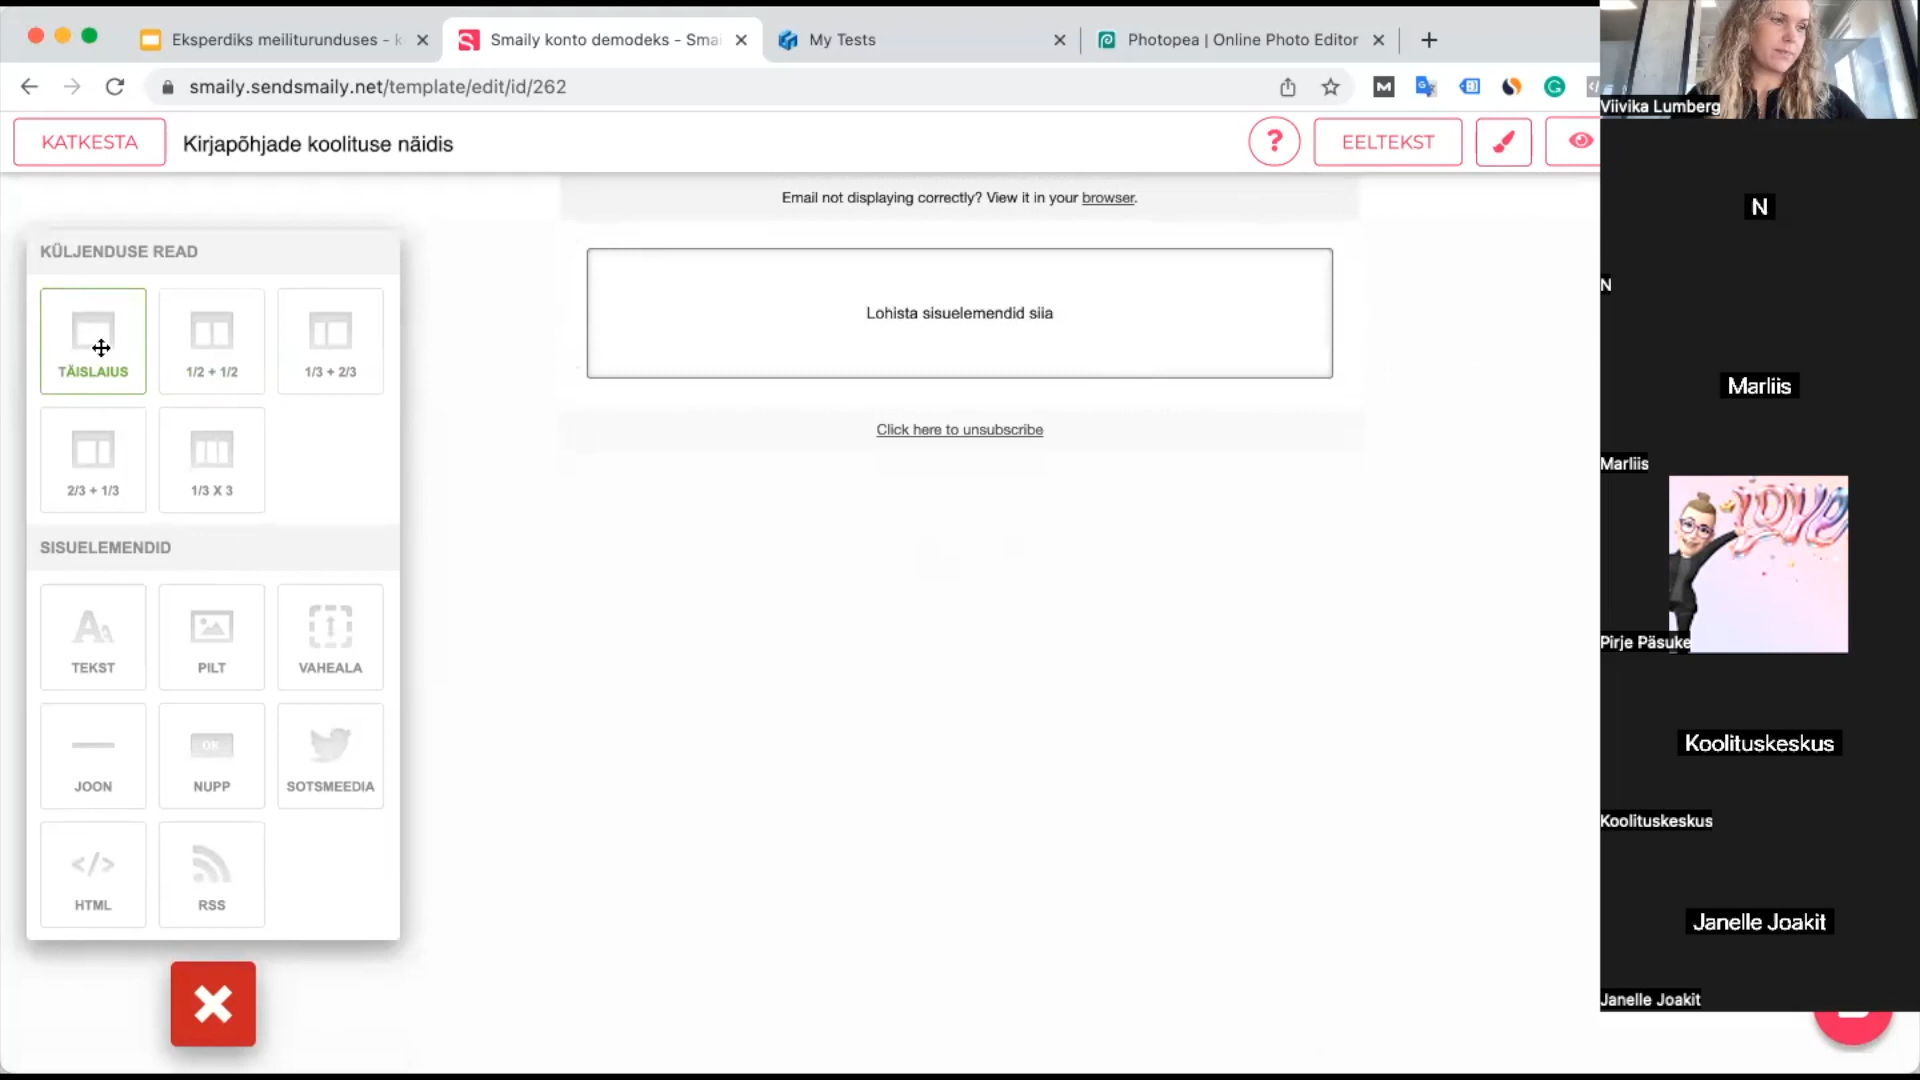 Eksperdiks meiliturunduses - k
Smaily konto demodeks - Smai
My Tests
Photopea | Online Photo Editor
smaily.sendsmaily.net/template/edit/id/262
KATKESTA
Kirjapõhjade koolituse näidis
?
EELTEKST
Email not displaying correctly? View it in your browser.
KÜLJENDUSE READ
TÄISLAIUS
1/2 + 1/2
1/3 + 2/3
2/3 + 1/3
1/3 X 3
Lohista sisuelemendid siia
Click here to unsubscribe
SISUELEMENDID
TEKST
PILT
VAHEALA
JOON
OK
NUPP
SOTSMEEDIA
</>
HTML
RSS
Viivika Lumberg
N
N
Marliis
Marliis
Pirje Päsuke
Koolituskeskus
Koolituskeskus
Janelle Joakit
Janelle Joakit